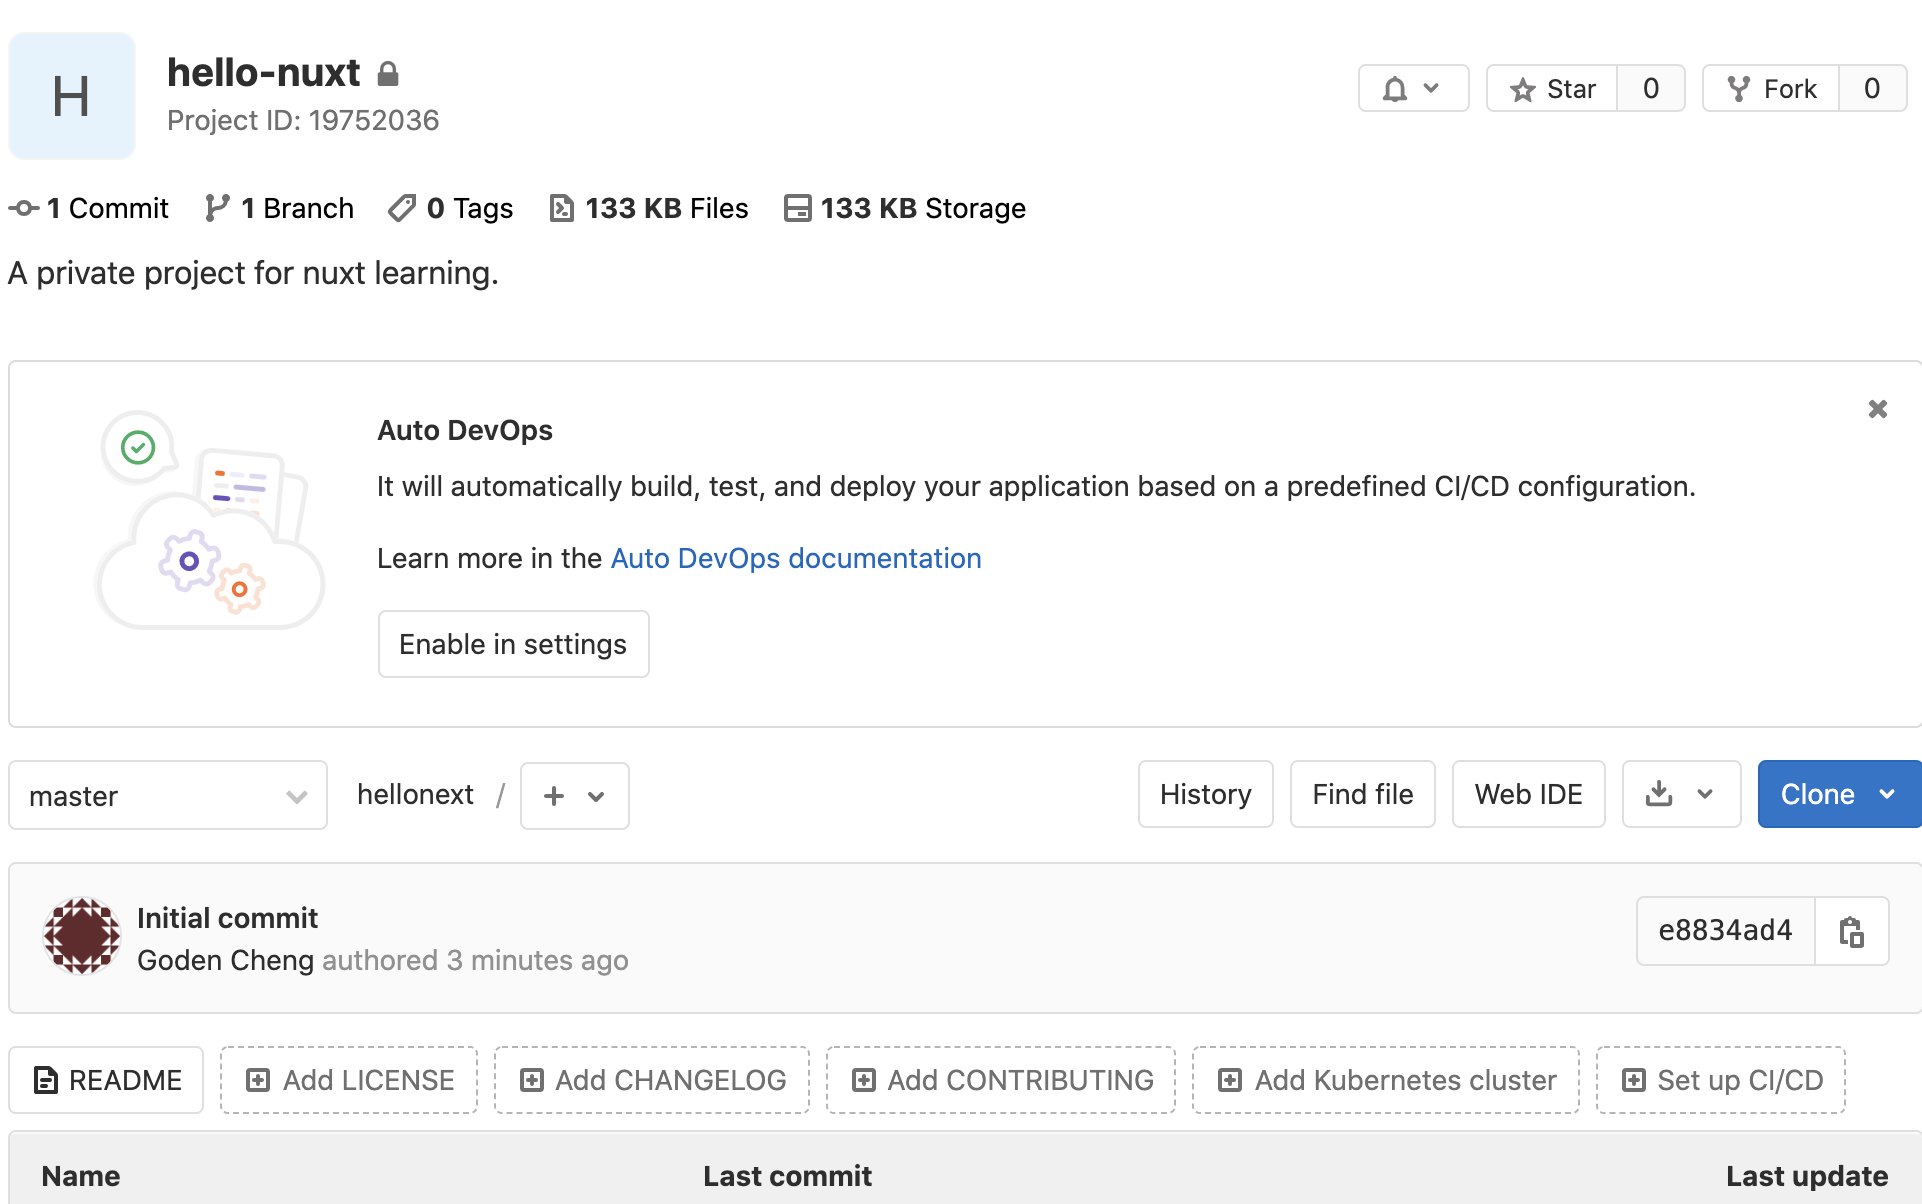 H
hello-nuxt
Project ID: 19752036
Star 0
Fork 0
1 Commit 1 Branch 0 Tags 133 KB Files 133 KB Storage
A private project for nuxt learning.
Auto DevOps
It will automatically build, test, and deploy your application based on a predefined CI/CD configuration.
Learn more in the Auto DevOps documentation
Enable in settings
master hellonext / + History Find file Web IDE Clone
Initial commit
Goden Cheng authored 3 minutes ago
e8834ad4
README Add LICENSE Add CHANGELOG Add CONTRIBUTING Add Kubernetes cluster Set up CI/CD
Name Last commit Last update